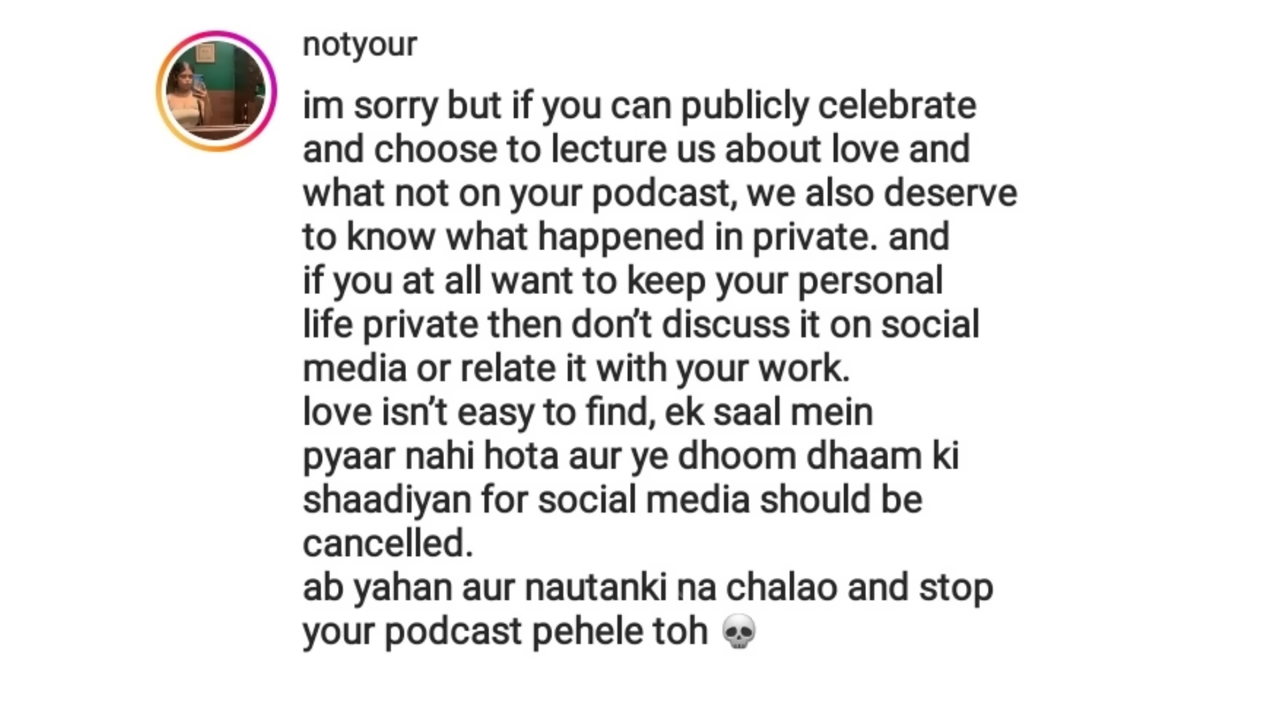 notyour
im sorry but if you can publicly celebrate
and choose to lecture us about love and
what not on your podcast, we also deserve
to know what happened in private. and
if you at all want to keep your personal
life private then don’t discuss it on social
media or relate it with your work.
love isn’t easy to find, ek saal mein
pyaar nahi hota aur ye dhoom dhaam ki
shaadiyan for social media should be
cancelled.
ab yahan aur nautanki na chalao and stop
your podcast pehele toh 💀